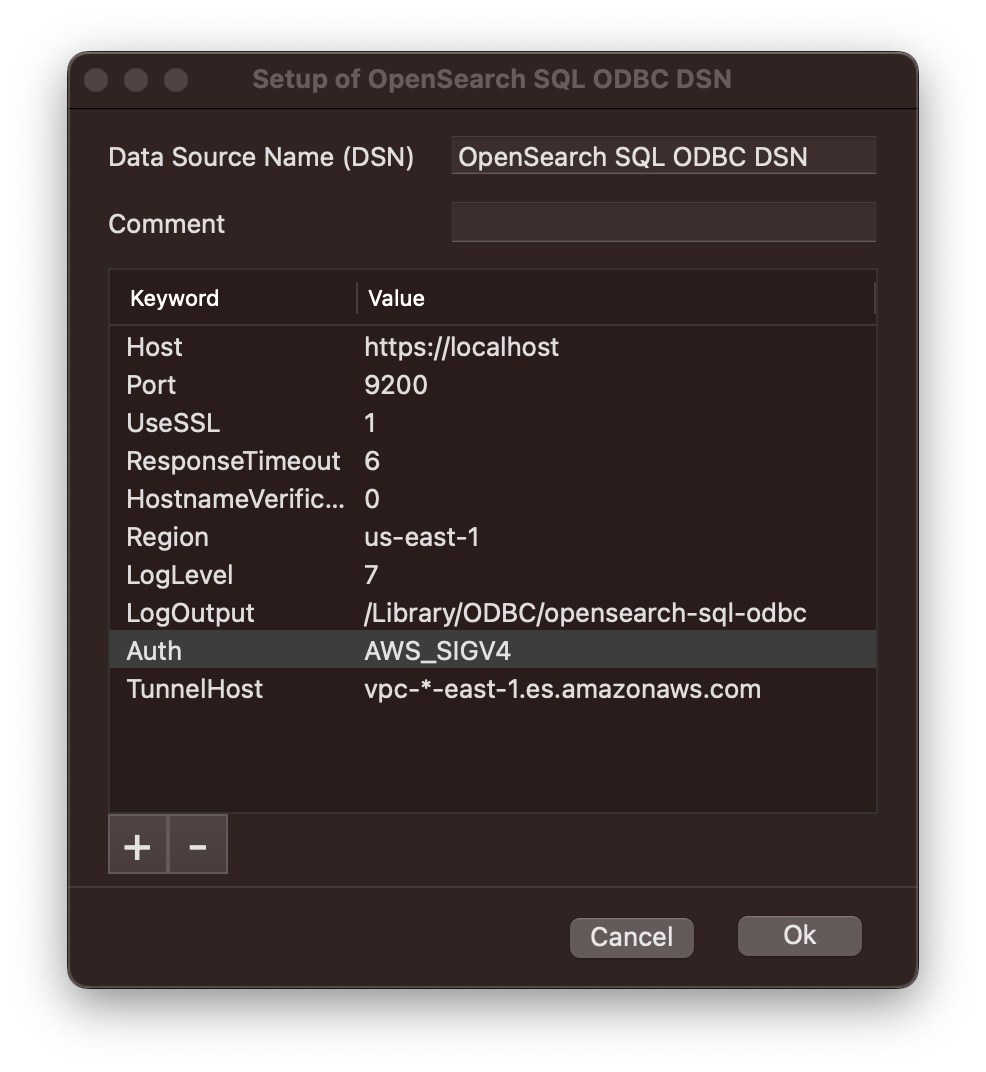 Setup of OpenSearch SQL ODBC DSN
Data Source Name (DSN) OpenSearch SQL ODBC DSN
Comment
Keyword Value
Host https://localhost
Port 9200
UseSSL 1
ResponseTimeout 6
HostnameVerific... 0
Region us-east-1
LogLevel 7
LogOutput /Library/ODBC/opensearch-sql-odbc
Auth AWS_SIGV4
TunnelHost vpc-*-east-1.es.amazonaws.com
+ -
Cancel Ok